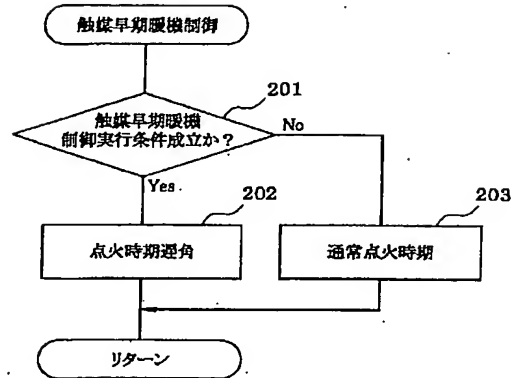 触媒早期暖機制御
201
触媒早期暖機
制御実行条件成立か？
No
Yes
202
203
点火時期遅角
通常点火時期
リターン